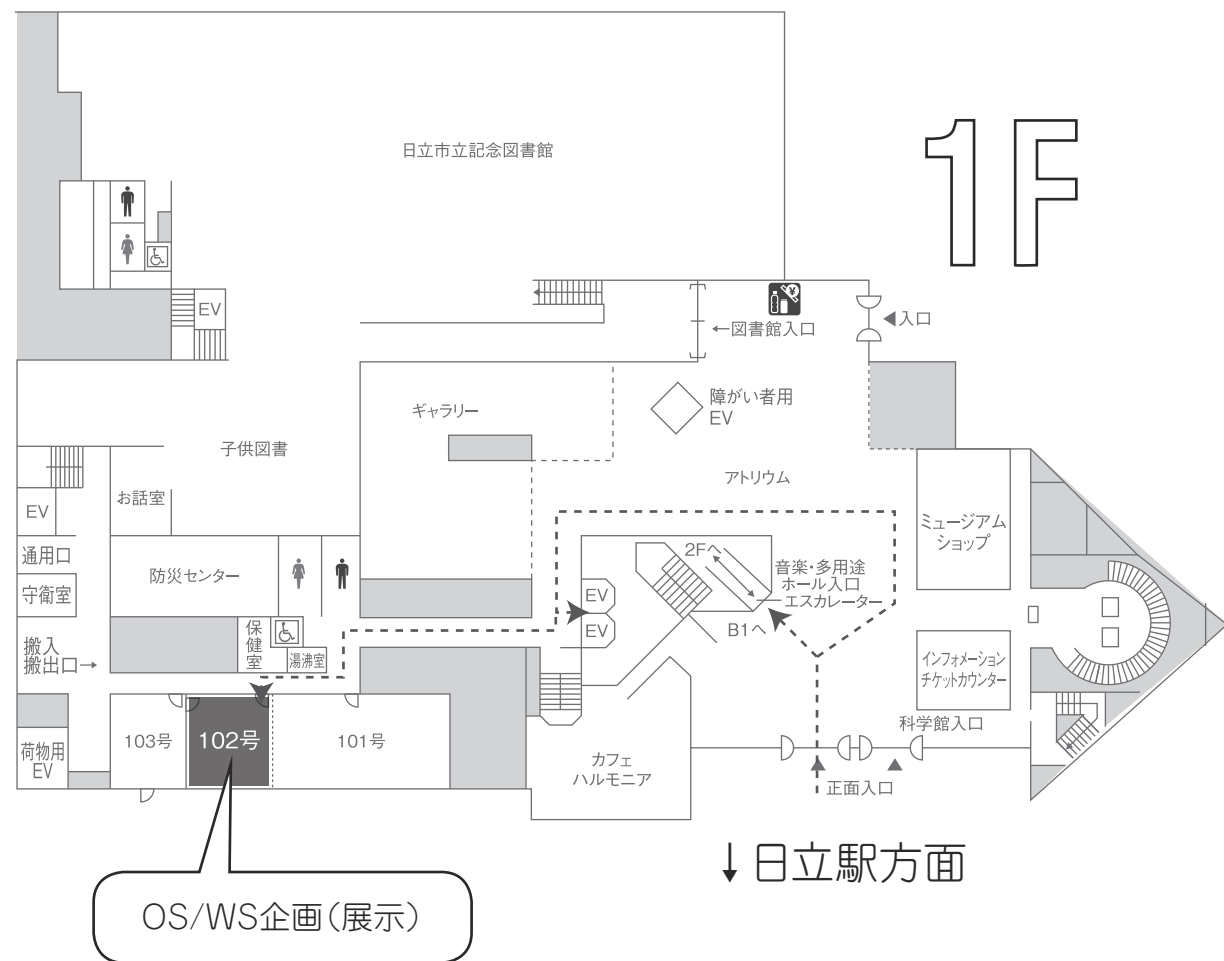 1F
日立市立記念図書館
EV
←図書館入口
◀入口
障がい者用
EV
ギャラリー
子供図書
アトリウム
お話室
EV
通用口
守衛室
防災センター
搬入
搬出口→
保健室
湯沸室
EV
EV
2Fへ
音楽・多用途
ホール入口
エスカレーター
B1へ
ミュージアム
ショップ
インフォメーション
チケットカウンター
科学館入口
荷物用
EV
103号
102号
101号
カフェ
ハルモニア
正面入口
↓日立駅方面
OS/WS企画(展示)